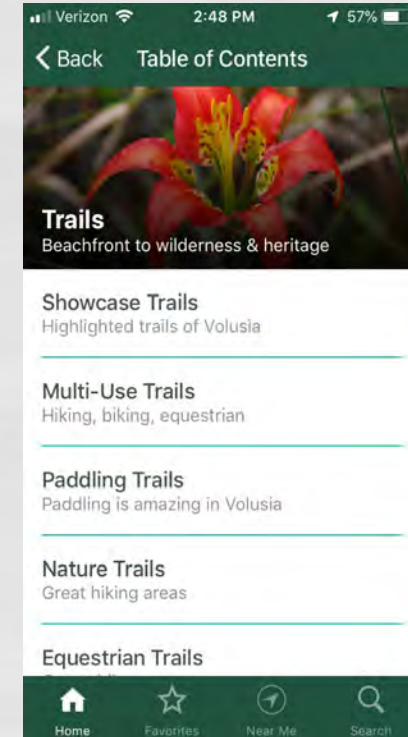 Verizon 2:48 PM 57%
Back Table of Contents
Trails
Beachfront to wilderness & heritage
Showcase Trails
Highlighted trails of Volusia
Multi-Use Trails
Hiking, biking, equestrian
Paddling Trails
Paddling is amazing in Volusia
Nature Trails
Great hiking areas
Equestrian Trails
Home Favorites Near Me Search